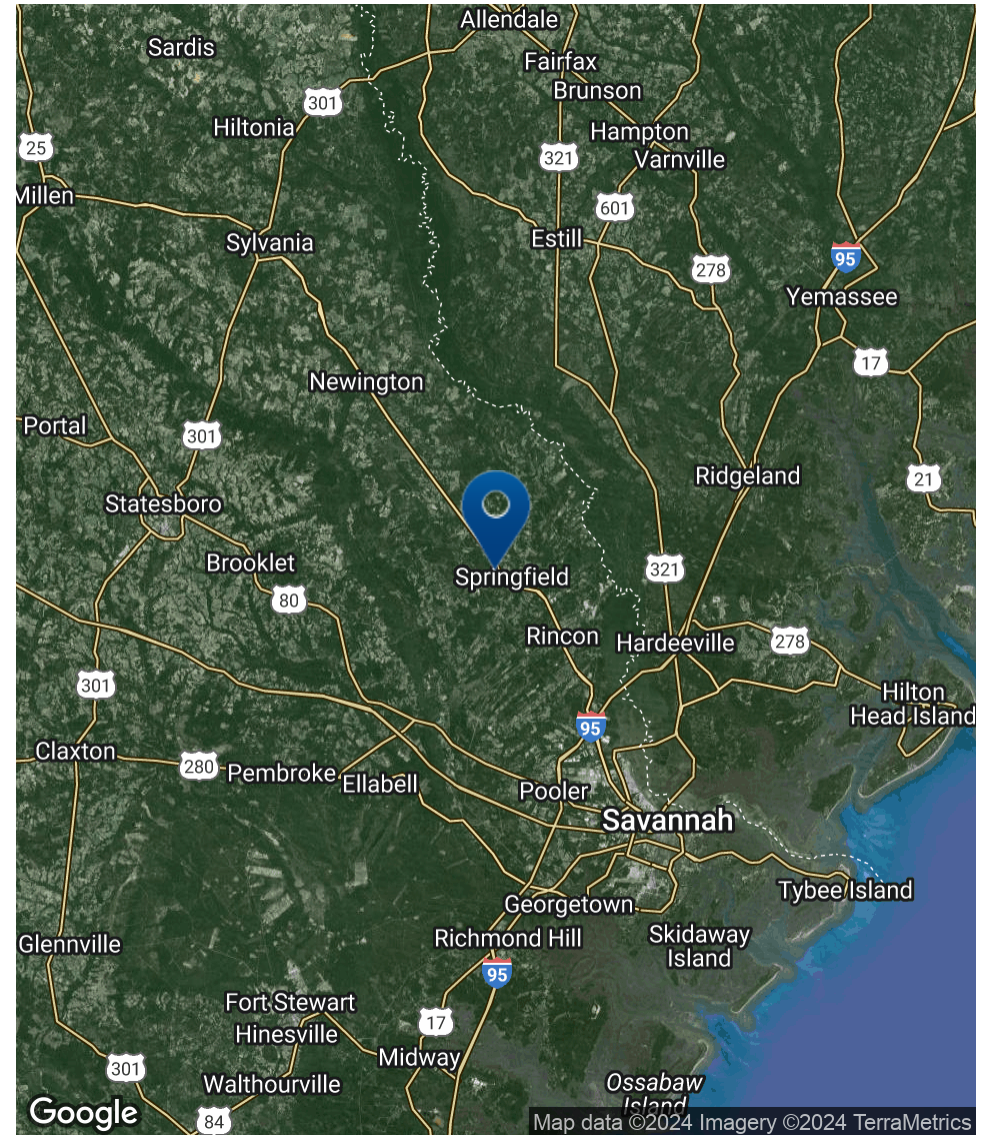 Allendale
Sardis
Fairfax
Brunson
301
Hiltonia
Hampton
25
321
Varnville
Millen
601
Estill
Sylvania
95
278
Yemassee
17
Newington
Portal
301
Ridgeland
21
Statesboro
Brooklet
321
Springfield
80
Rincon
Hardeeville
278
301
Hilton
Head Island
95
Claxton
280
Pembroke
Ellabell
Pooler
Savannah
Tybee Island
Georgetown
Richmond Hill
Skidaway
Island
Glennville
95
Fort Stewart
17
Hinesville
Midway
301
Walthourville
Ossabaw
Island
Google
84
Map data ©2024 Imagery ©2024 TerraMetrics